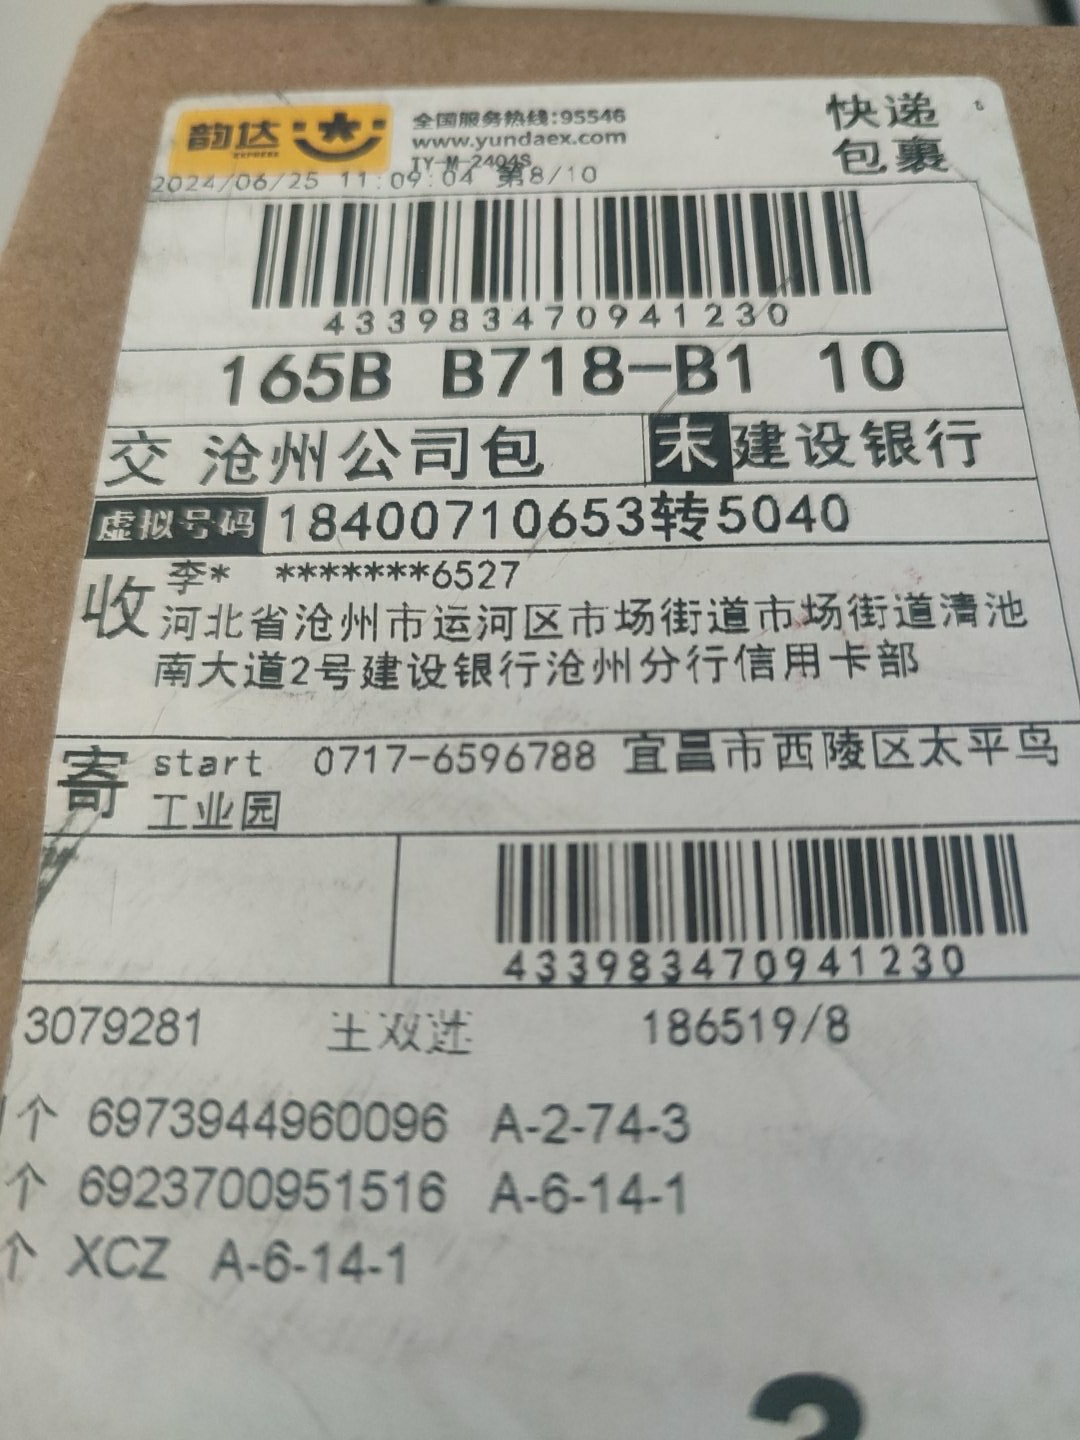 韵达
EXPRESS
全国服务热线:95546
www.yundaex.com
TY-M-2404S
快递
包裹
2024/06/25 11:09:04 第8/10
433983470941230
165B B718-B1 10
交 沧州公司包
末 建设银行
虚拟号码 18400710653转5040
收 李* *******6527
河北省沧州市运河区市场街道市场街道清池
南大道2号建设银行沧州分行信用卡部
寄 start 0717-6596788 宜昌市西陵区太平鸟
工业园
433983470941230
3079281 186519/8
个 6973944960096 A-2-74-3
个 6923700951516 A-6-14-1
个 XCZ A-6-14-1